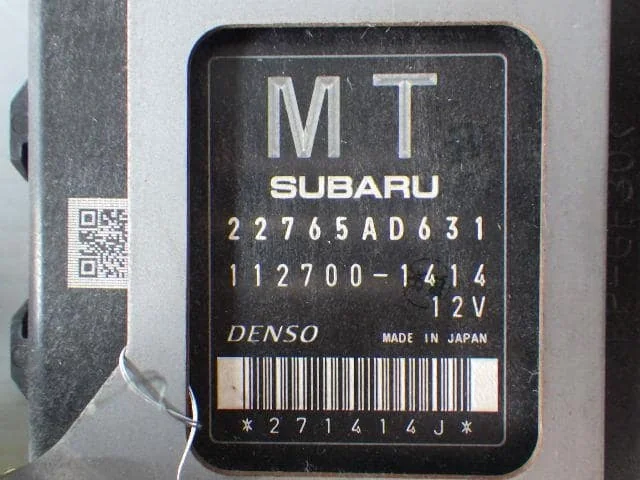 MT
SUBARU
22765AD631
112700-1414
12V
DENSO MADE IN JAPAN
*271414J*